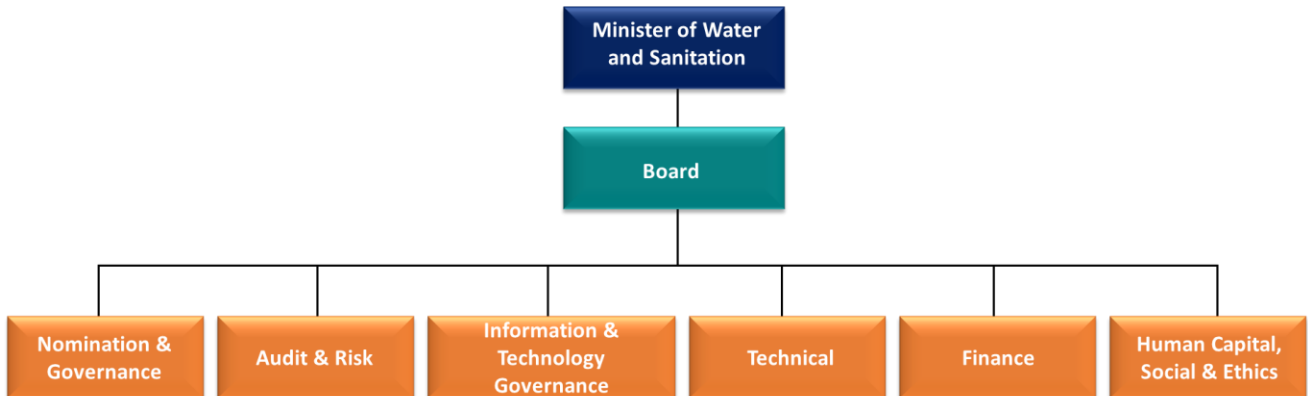 Minister of Water
and Sanitation
Board
Nomination &
Governance
Audit & Risk
Information &
Technology
Governance
Technical
Finance
Human Capital,
Social & Ethics